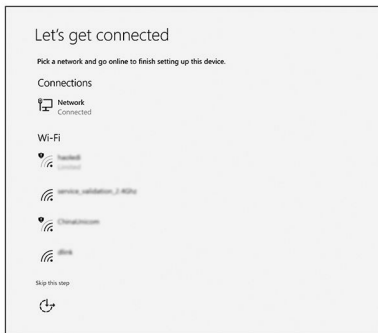 Let's get connected
Pick a network and go online to finish setting up this device.
Connections
Network
Connected
Wi-Fi
Limited
service_validation_2.4Ghz
ChinaUnicom
dlink
Skip this step